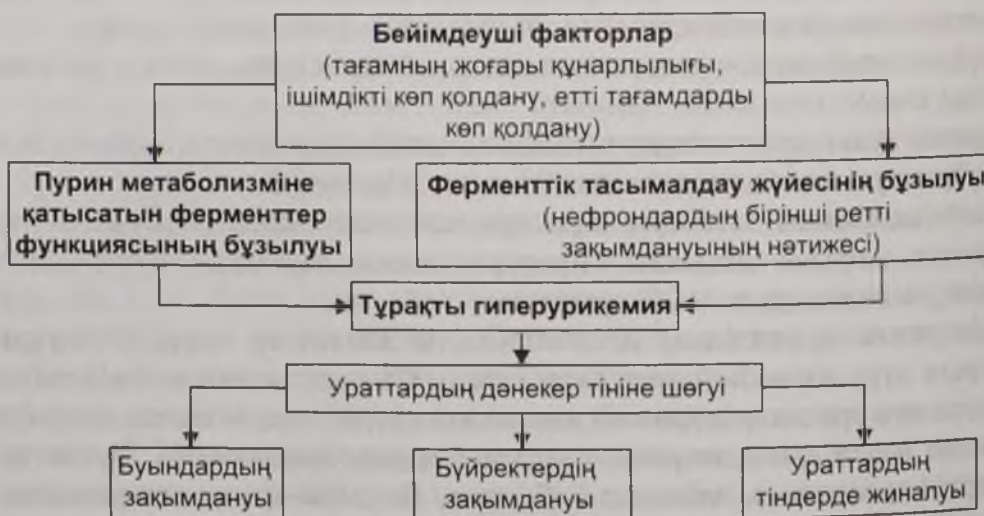 Бейімдеуші факторлар
(тағамның жоғары құнарлылығы,
ішімдікті көп қолдану, етті тағамдарды
көп қолдану)
Пурин метаболизміне
қатысатын ферменттер
функциясының бұзылуы
Ферменттік тасымалдау жүйесінің бұзылуы
(нефрондардың бірінші ретті
зақымдануының нәтижесі)
Тұрақты гиперурикемия
Ураттардың дәнекер тініне шөгуі
Буындардың
зақымдануы
Бүйректердің
зақымдануы
Ураттардың
тіндерде жиналуы